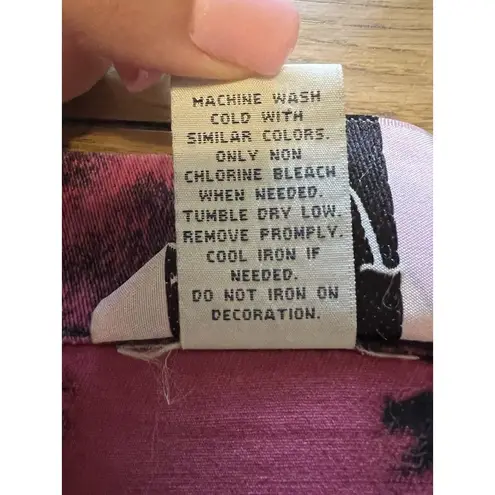 MACHINE WASH
COLD WITH
SIMILAR COLORS.
ONLY NON
CHLORINE BLEACH
WHEN NEEDED.
TUMBLE DRY LOW.
REMOVE PROMPLY.
COOL IRON IF
NEEDED.
DO NOT IRON ON
DECORATION.